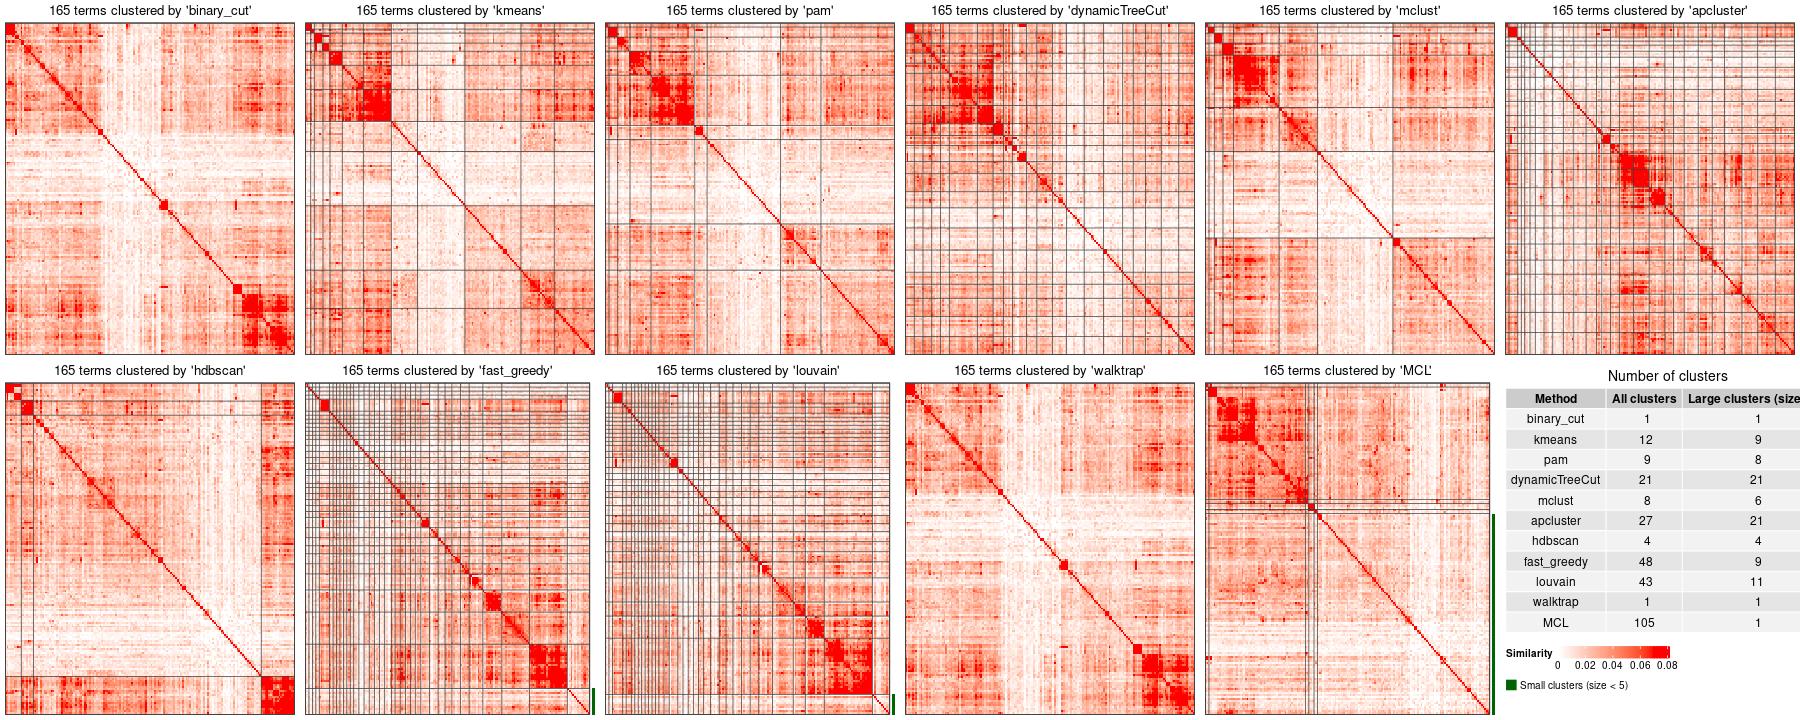 165 terms clustered by 'binary_cut'
165 terms clustered by 'kmeans'
165 terms clustered by 'pam'
165 terms clustered by 'dynamicTreeCut'
165 terms clustered by 'mclust'
165 terms clustered by 'apcluster'
165 terms clustered by 'hdbscan'
165 terms clustered by 'fast_greedy'
165 terms clustered by 'louvain'
165 terms clustered by 'walktrap'
165 terms clustered by 'MCL'
Number of clusters
Method All clusters Large clusters (size
binary_cut 1 1
kmeans 12 9
pam 9 8
dynamicTreeCut 21 21
mclust 8 6
apcluster 27 21
hdbscan 4 4
fast_greedy 48 9
louvain 43 11
walktrap 1 1
MCL 105 1
Similarity
0 0.02 0.04 0.06 0.08
Small clusters (size < 5)